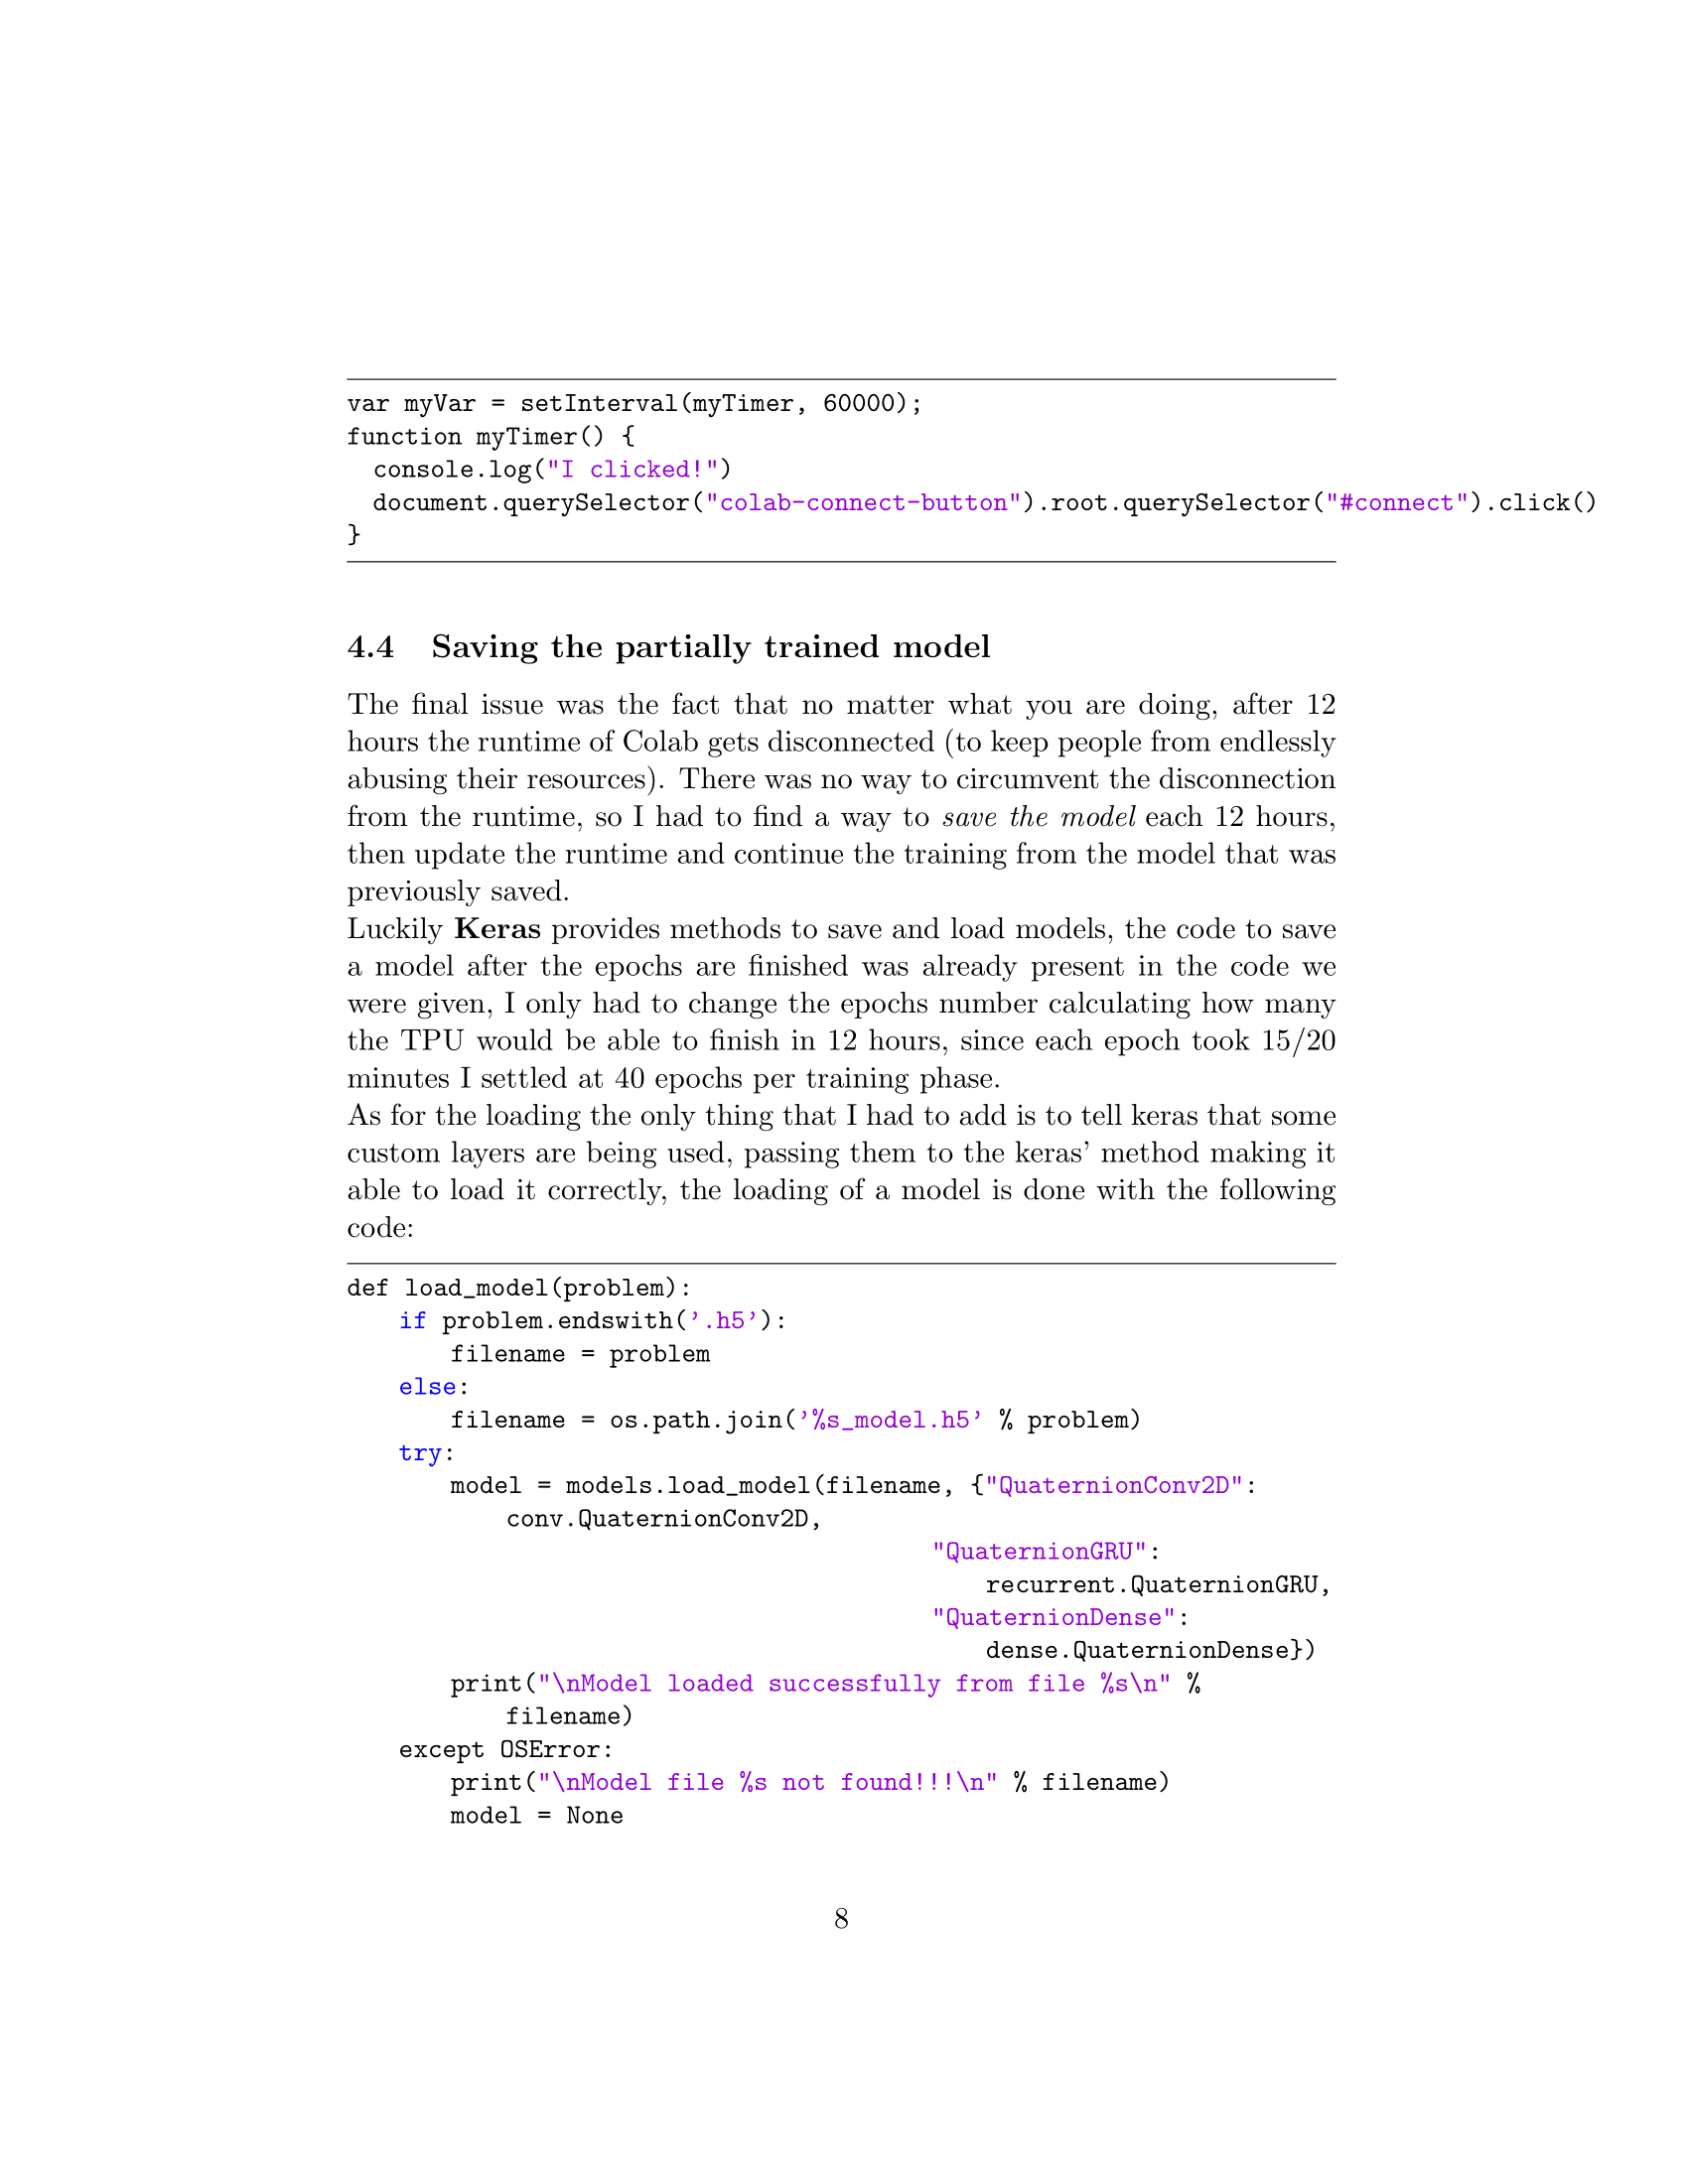 var myVar = setInterval(myTimer, 60000);
function myTimer() {
  console.log("I clicked!")
  document.querySelector("colab-connect-button").root.querySelector("#connect").click()
}
4.4 Saving the partially trained model
The final issue was the fact that no matter what you are doing, after 12
hours the runtime of Colab gets disconnected (to keep people from endlessly
abusing their resources). There was no way to circumvent the disconnection
from the runtime, so I had to find a way to save the model each 12 hours,
then update the runtime and continue the training from the model that was
previously saved.
Luckily Keras provides methods to save and load models, the code to save
a model after the epochs are finished was already present in the code we
were given, I only had to change the epochs number calculating how many
the TPU would be able to finish in 12 hours, since each epoch took 15/20
minutes I settled at 40 epochs per training phase.
As for the loading the only thing that I had to add is to tell keras that some
custom layers are being used, passing them to the keras’ method making it
able to load it correctly, the loading of a model is done with the following
code:
def load_model(problem):
    if problem.endswith(’.h5’):
        filename = problem
    else:
        filename = os.path.join(’%s_model.h5’ % problem)
    try:
        model = models.load_model(filename, {"QuaternionConv2D":
            conv.QuaternionConv2D,
                                             "QuaternionGRU":
                                                 recurrent.QuaternionGRU,
                                             "QuaternionDense":
                                                 dense.QuaternionDense})
        print("\nModel loaded successfully from file %s\n" %
            filename)
    except OSError:
        print("\nModel file %s not found!!!\n" % filename)
        model = None
8